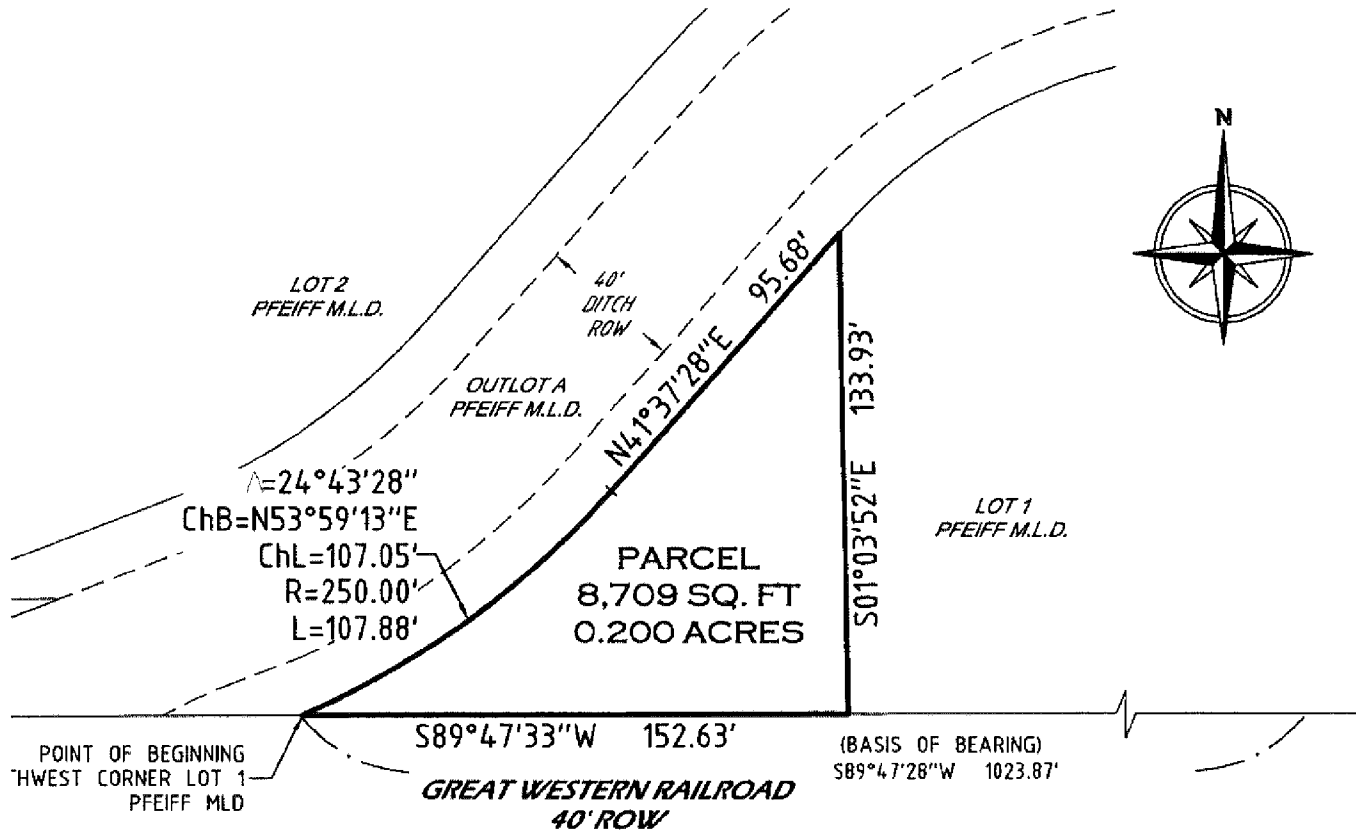 N
LOT 2
PFEIFF M.L.D.
40'
DITCH
ROW
N41°37'28"E 95.68'
OUTLOT A
PFEIFF M.L.D.
S01°03'52"E 133.93'
Δ=24°43'28"
ChB=N53°59'13"E
ChL=107.05'
R=250.00'
L=107.88'
LOT 1
PFEIFF M.L.D.
PARCEL
8,709 SQ. FT
0.200 ACRES
S89°47'33"W 152.63'
(BASIS OF BEARING)
S89°47'28"W 1023.87'
POINT OF BEGINNING
HWEST CORNER LOT 1
PFEIFF MLD
GREAT WESTERN RAILROAD
40' ROW